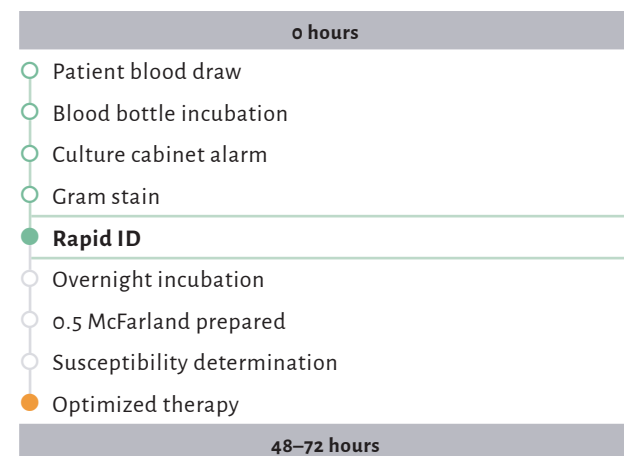 0 hours
Patient blood draw
Blood bottle incubation
Culture cabinet alarm
Gram stain
Rapid ID
Overnight incubation
0.5 McFarland prepared
Susceptibility determination
Optimized therapy
48–72 hours